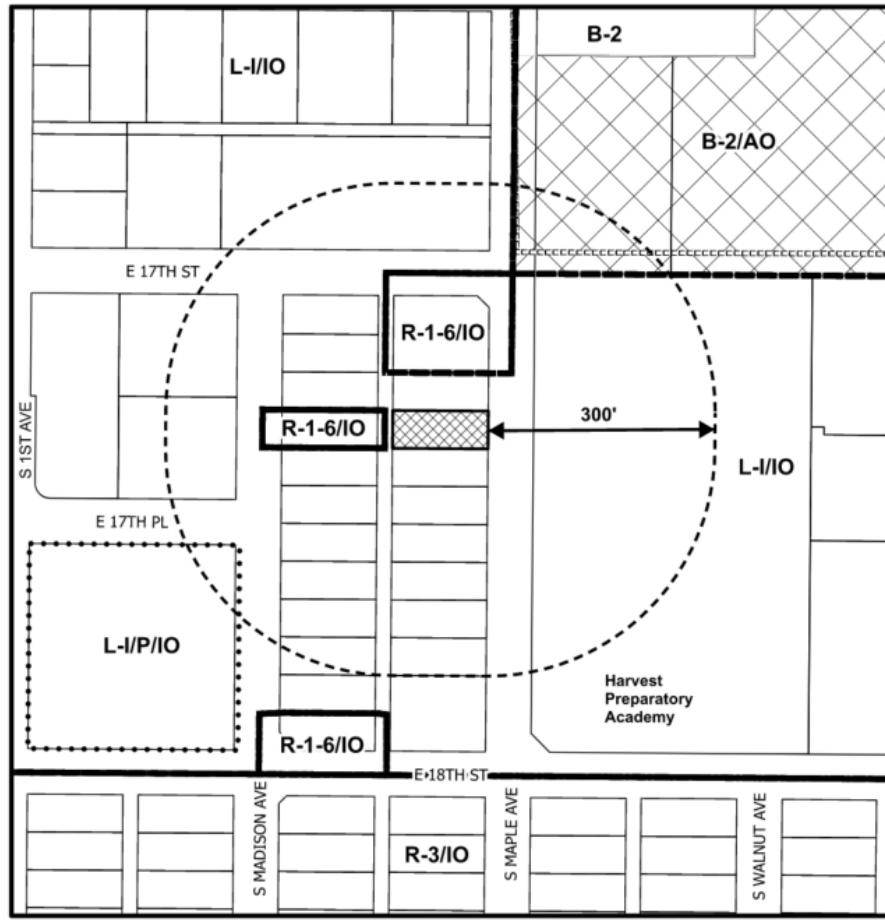 B-2
L-I/IO
B-2/AO
E 17TH ST
R-1-6/IO
S 1ST AVE
R-1-6/IO
300'
L-I/IO
E 17TH PL
L-I/P/IO
Harvest
Preparatory
Academy
R-1-6/IO
E 18TH ST
S MADISON AVE
S MAPLE AVE
S WALNUT AVE
R-3/IO